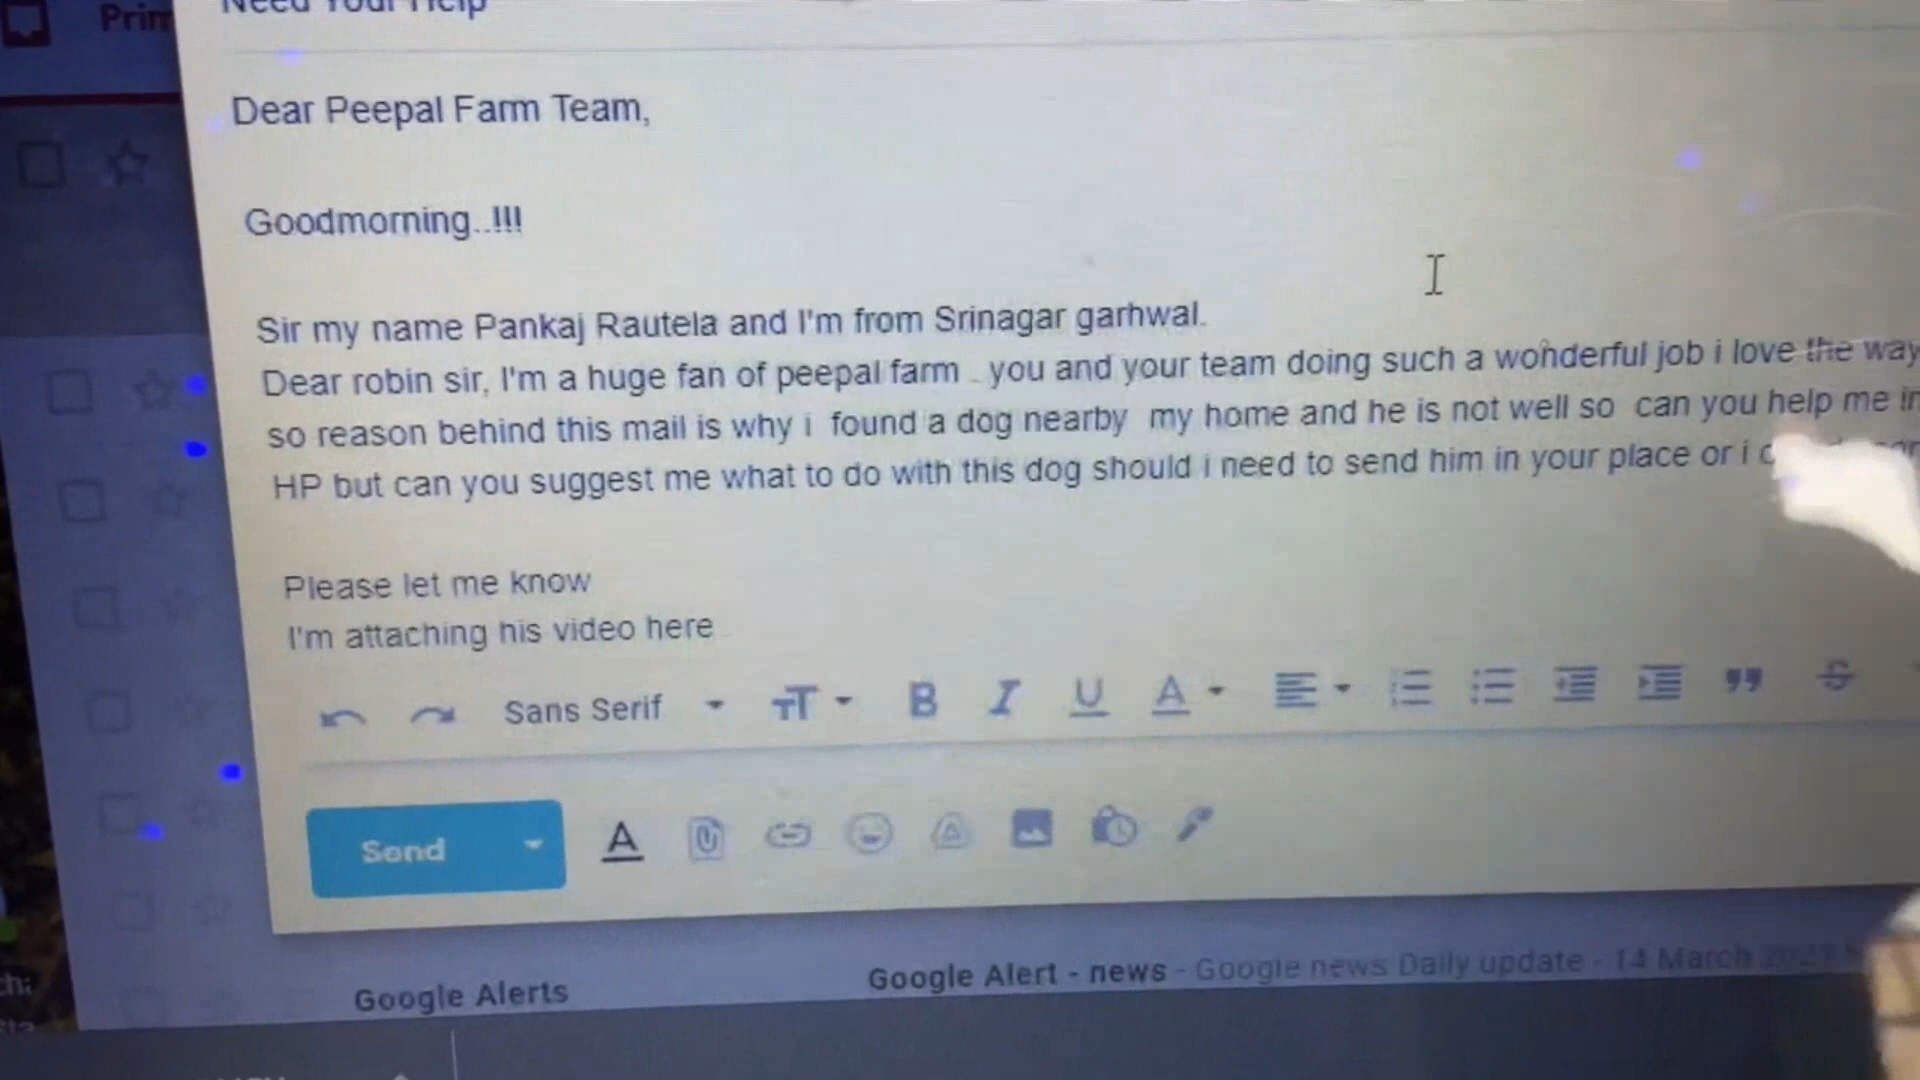 Need Your Help
Dear Peepal Farm Team,
Goodmorning..!!!
Sir my name Pankaj Rautela and I'm from Srinagar garhwal.
Dear robin sir, I'm a huge fan of peepal farm . you and your team doing such a wonderful job i love the way
so reason behind this mail is why i found a dog nearby my home and he is not well so can you help me in
HP but can you suggest me what to do with this dog should i need to send him in your place or i
Please let me know
I'm attaching his video here
Sans Serif
Send
Google Alerts
Google Alert - news - Google news Daily update - 14 March